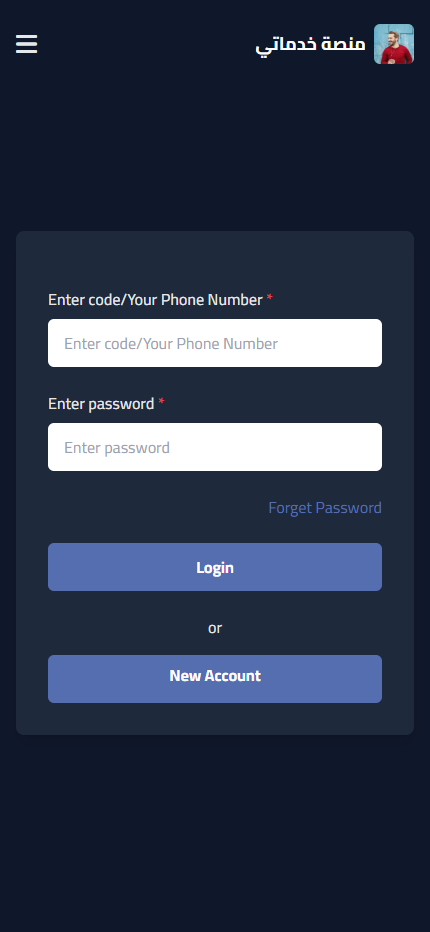 منصة خدماتي
Enter code/Your Phone Number *
Enter code/Your Phone Number
Enter password *
Enter password
Forget Password
Login
or
New Account